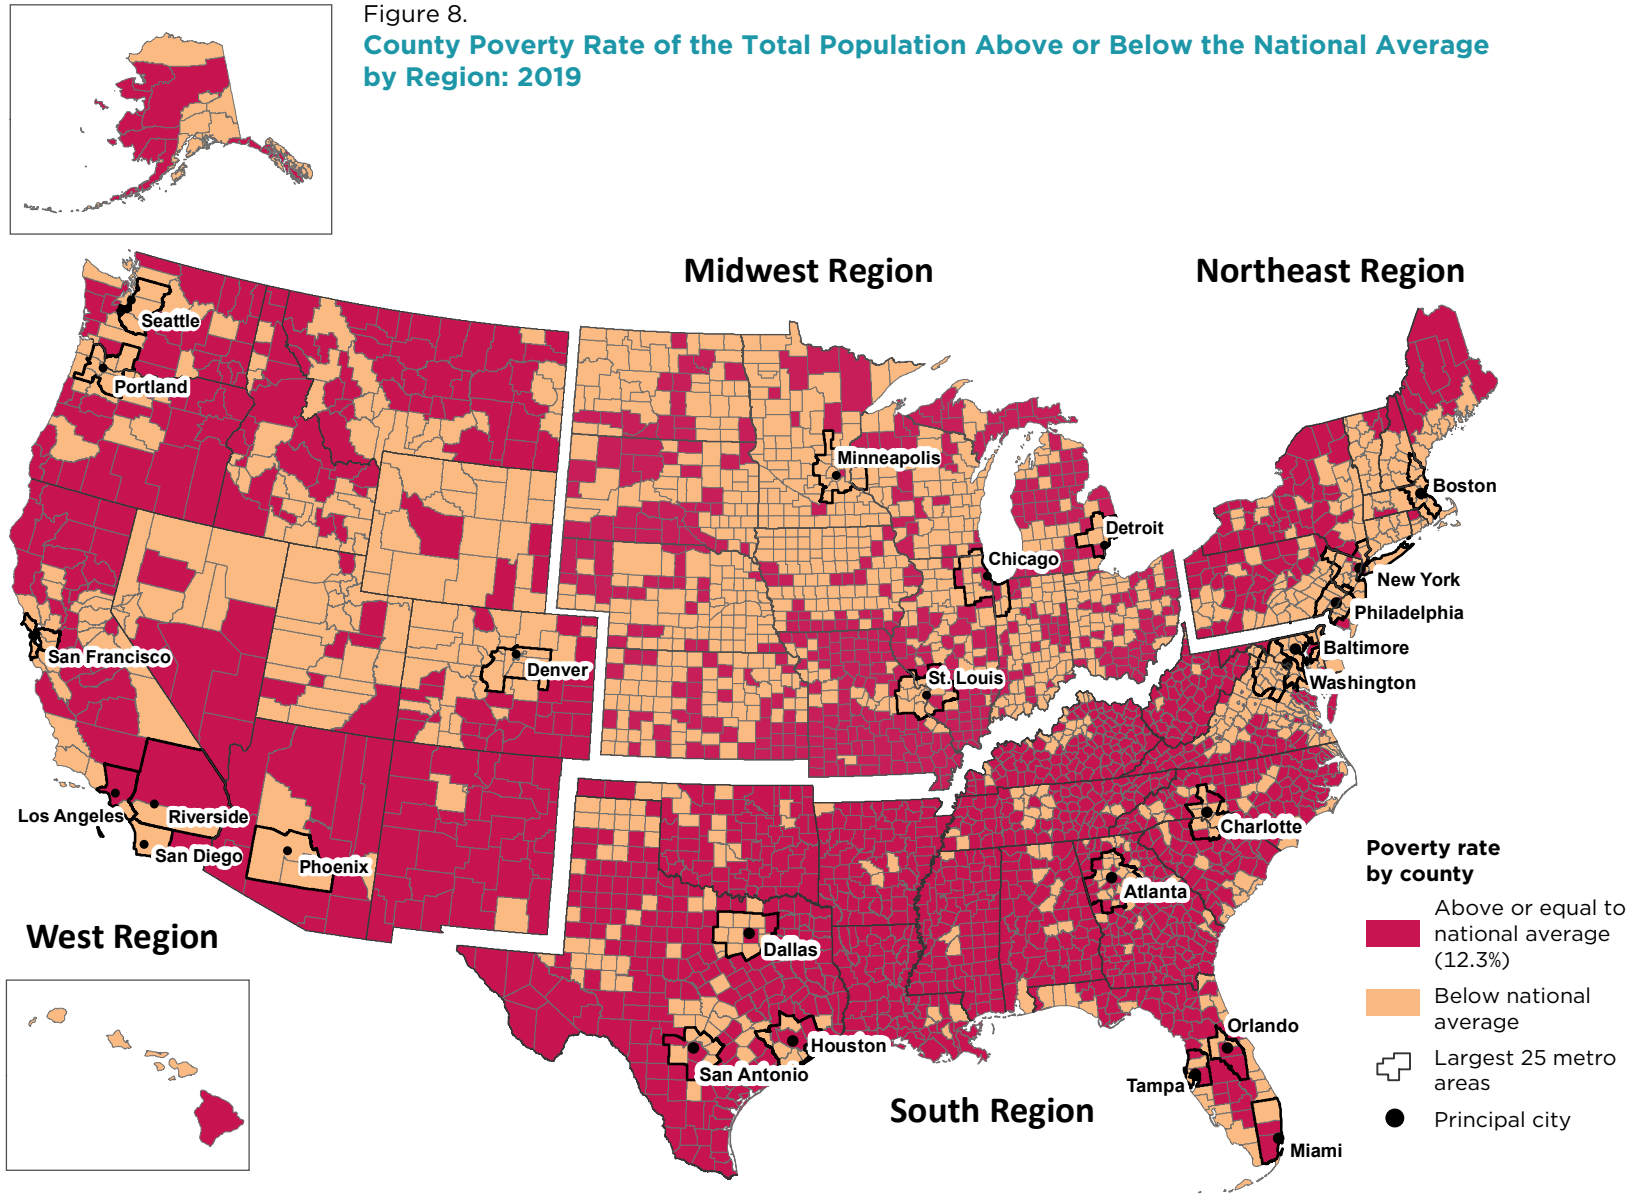 Figure 8.
County Poverty Rate of the Total Population Above or Below the National Average
by Region: 2019
Midwest Region
Northeast Region
Seattle
Portland
Minneapolis
Boston
Detroit
Chicago
New York
Philadelphia
Baltimore
San Francisco
Denver
St. Louis
Washington
Los Angeles
Riverside
Charlotte
San Diego
Phoenix
Atlanta
West Region
Dallas
Orlando
Houston
San Antonio
Tampa
South Region
Miami
Poverty rate
by county
Above or equal to
national average
(12.3%)
Below national
average
Largest 25 metro
areas
Principal city